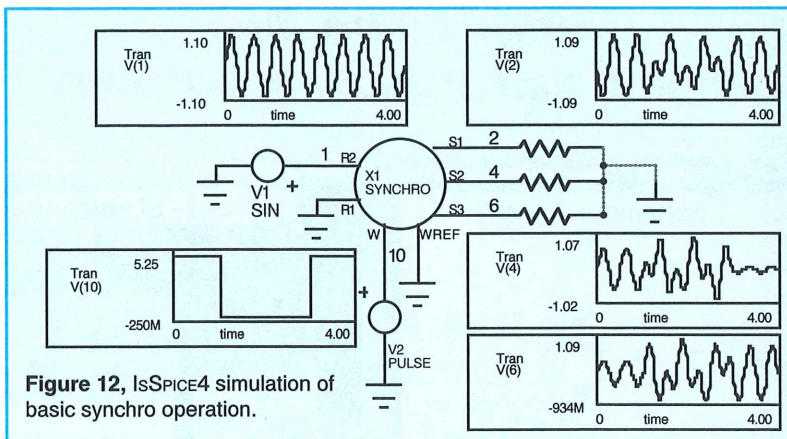 Tran
V(1)
1.10
-1.10
0 time 4.00
Tran
V(2)
1.09
-1.09
0 time 4.00
1 R2
V1
SIN
+
R1
X1
SYNCHRO
S1 2
S2 4
S3 6
W WREF
10
Tran
V(10)
5.25
-250M
0 time 4.00
+
V2
PULSE
Tran
V(4)
1.07
-1.02
0 time 4.00
Tran
V(6)
1.09
-934M
0 time 4.00
Figure 12, ISSPICE4 simulation of
basic synchro operation.